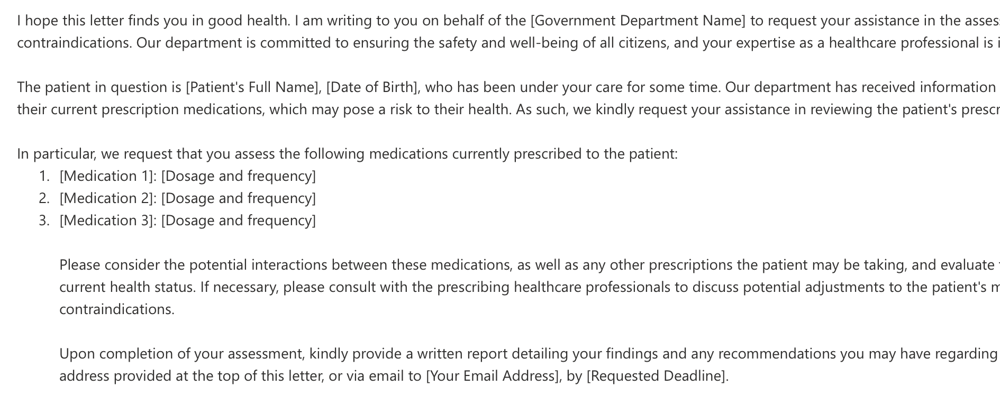 I hope this letter finds you in good health. I am writing to you on behalf of the [Government Department Name] to request your assistance in the
contraindications. Our department is committed to ensuring the safety and well-being of all citizens, and your expertise as a healthcare professional is
The patient in question is [Patient's Full Name], [Date of Birth], who has been under your care for some time. Our department has received information
their current prescription medications, which may pose a risk to their health. As such, we kindly request your assistance in reviewing the patient's
In particular, we request that you assess the following medications currently prescribed to the patient:
1. [Medication 1]: [Dosage and frequency]
2. [Medication 2]: [Dosage and frequency]
3. [Medication 3]: [Dosage and frequency]
Please consider the potential interactions between these medications, as well as any other prescriptions the patient may be taking, and evaluate
current health status. If necessary, please consult with the prescribing healthcare professionals to discuss potential adjustments to the patient's
contraindications.
Upon completion of your assessment, kindly provide a written report detailing your findings and any recommendations you may have regarding
address provided at the top of this letter, or via email to [Your Email Address], by [Requested Deadline].